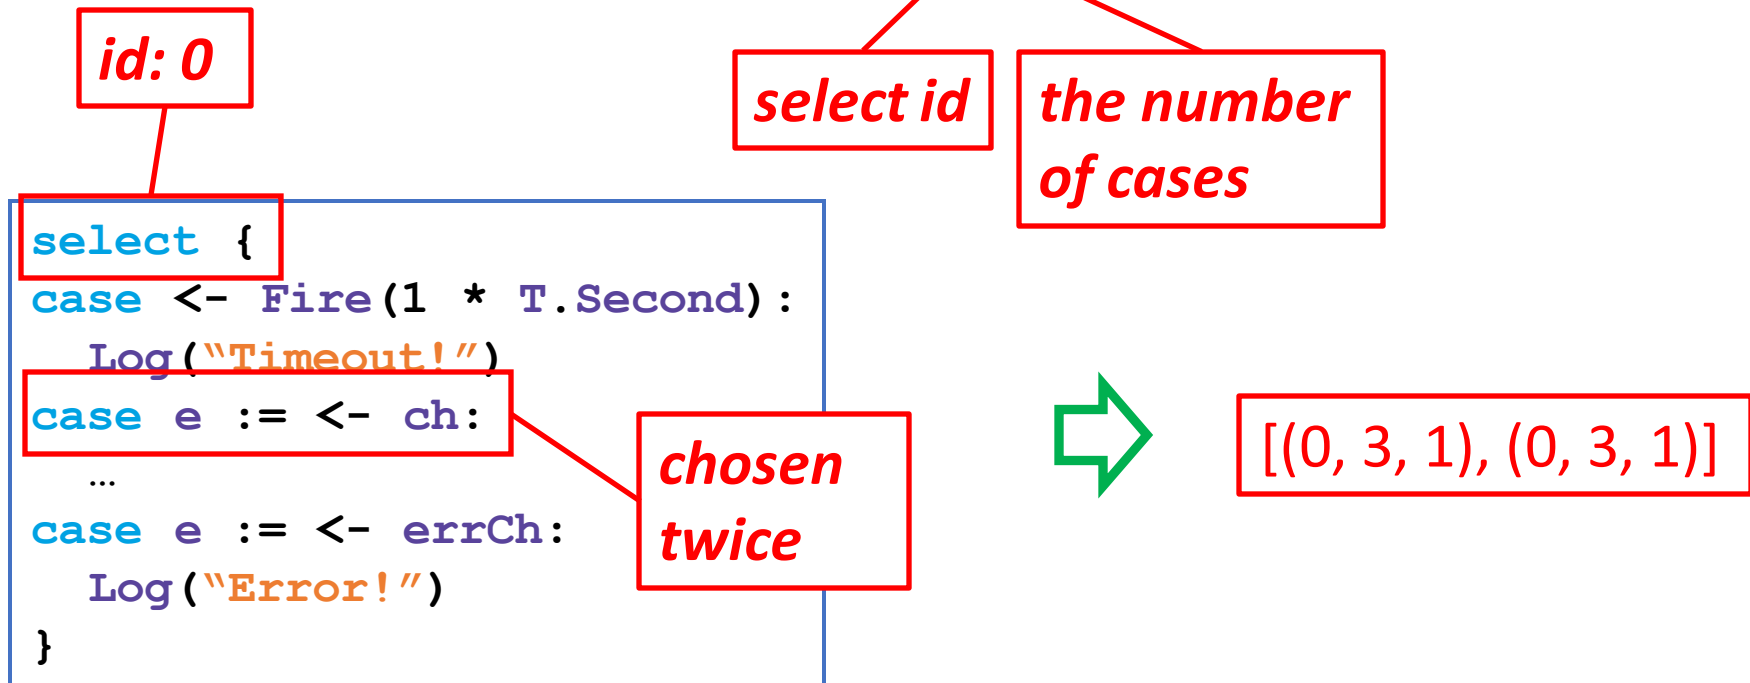 id: 0
select id
the number
of cases
select {
case <- Fire(1 * T.Second):
Log(“Timeout!”)
case e := <- ch:
…
case e := <- errCh:
Log(“Error!”)
}
chosen
twice
[(0, 3, 1), (0, 3, 1)]